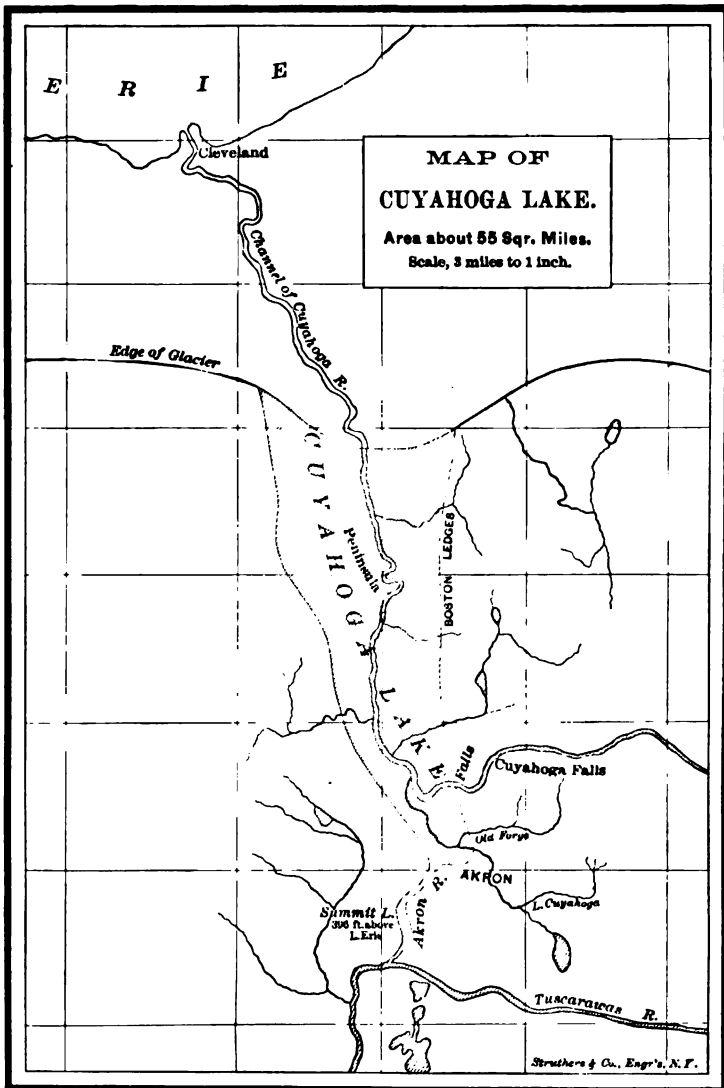 ERIE
Cleveland
MAP OF
CUYAHOGA LAKE.
Area about 55 Sqr. Miles.
Scale, 3 miles to 1 inch.
Channel of Cuyahoga R.
Edge of Glacier
CUYAHOGA LAKE
Peninsula
BOSTON LEDGES
Falls
Cuyahoga Falls
Old Forge
AKRON
Akron R.
L. Cuyahoga
Summit L.
396 ft. above
L. Erie
Tuscarawas R.
Struthers & Co., Engr's, N.Y.